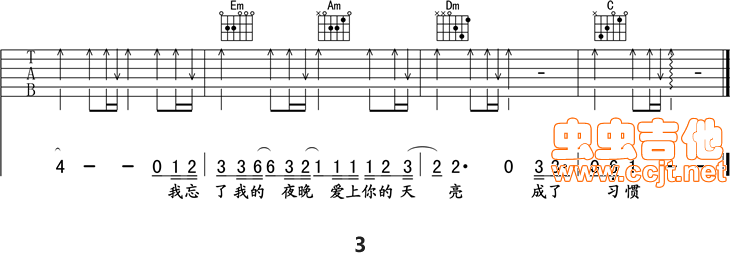 Em Am Dm C
T
A
B
虫虫吉他
www.ccjt.net
4 - - 0 1 2 3 3 6 6 3 2 1 1 1 1 2 3 2 2· 0 3 2· 0 6 1 -
我忘 了我的 夜晚 爱上你的天 亮 成了 习惯
3